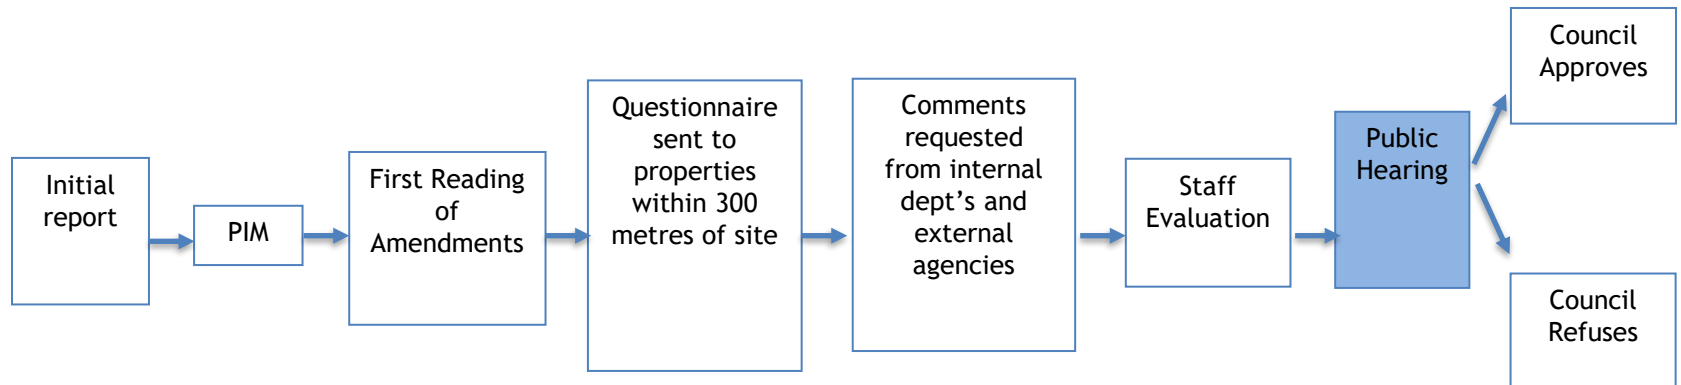 Initial
report
PIM
First Reading
of
Amendments
Questionnaire
sent to
properties
within 300
metres of site
Comments
requested
from internal
dept’s and
external
agencies
Staff
Evaluation
Public
Hearing
Council
Approves
Council
Refuses